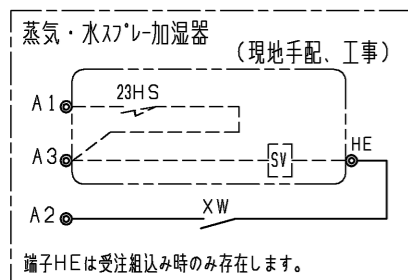 蒸気・水スプレー加湿器
(現地手配、工事)
A1
23HS
A3
SV
HE
A2
XW
端子HEは受注組込み時のみ存在します。